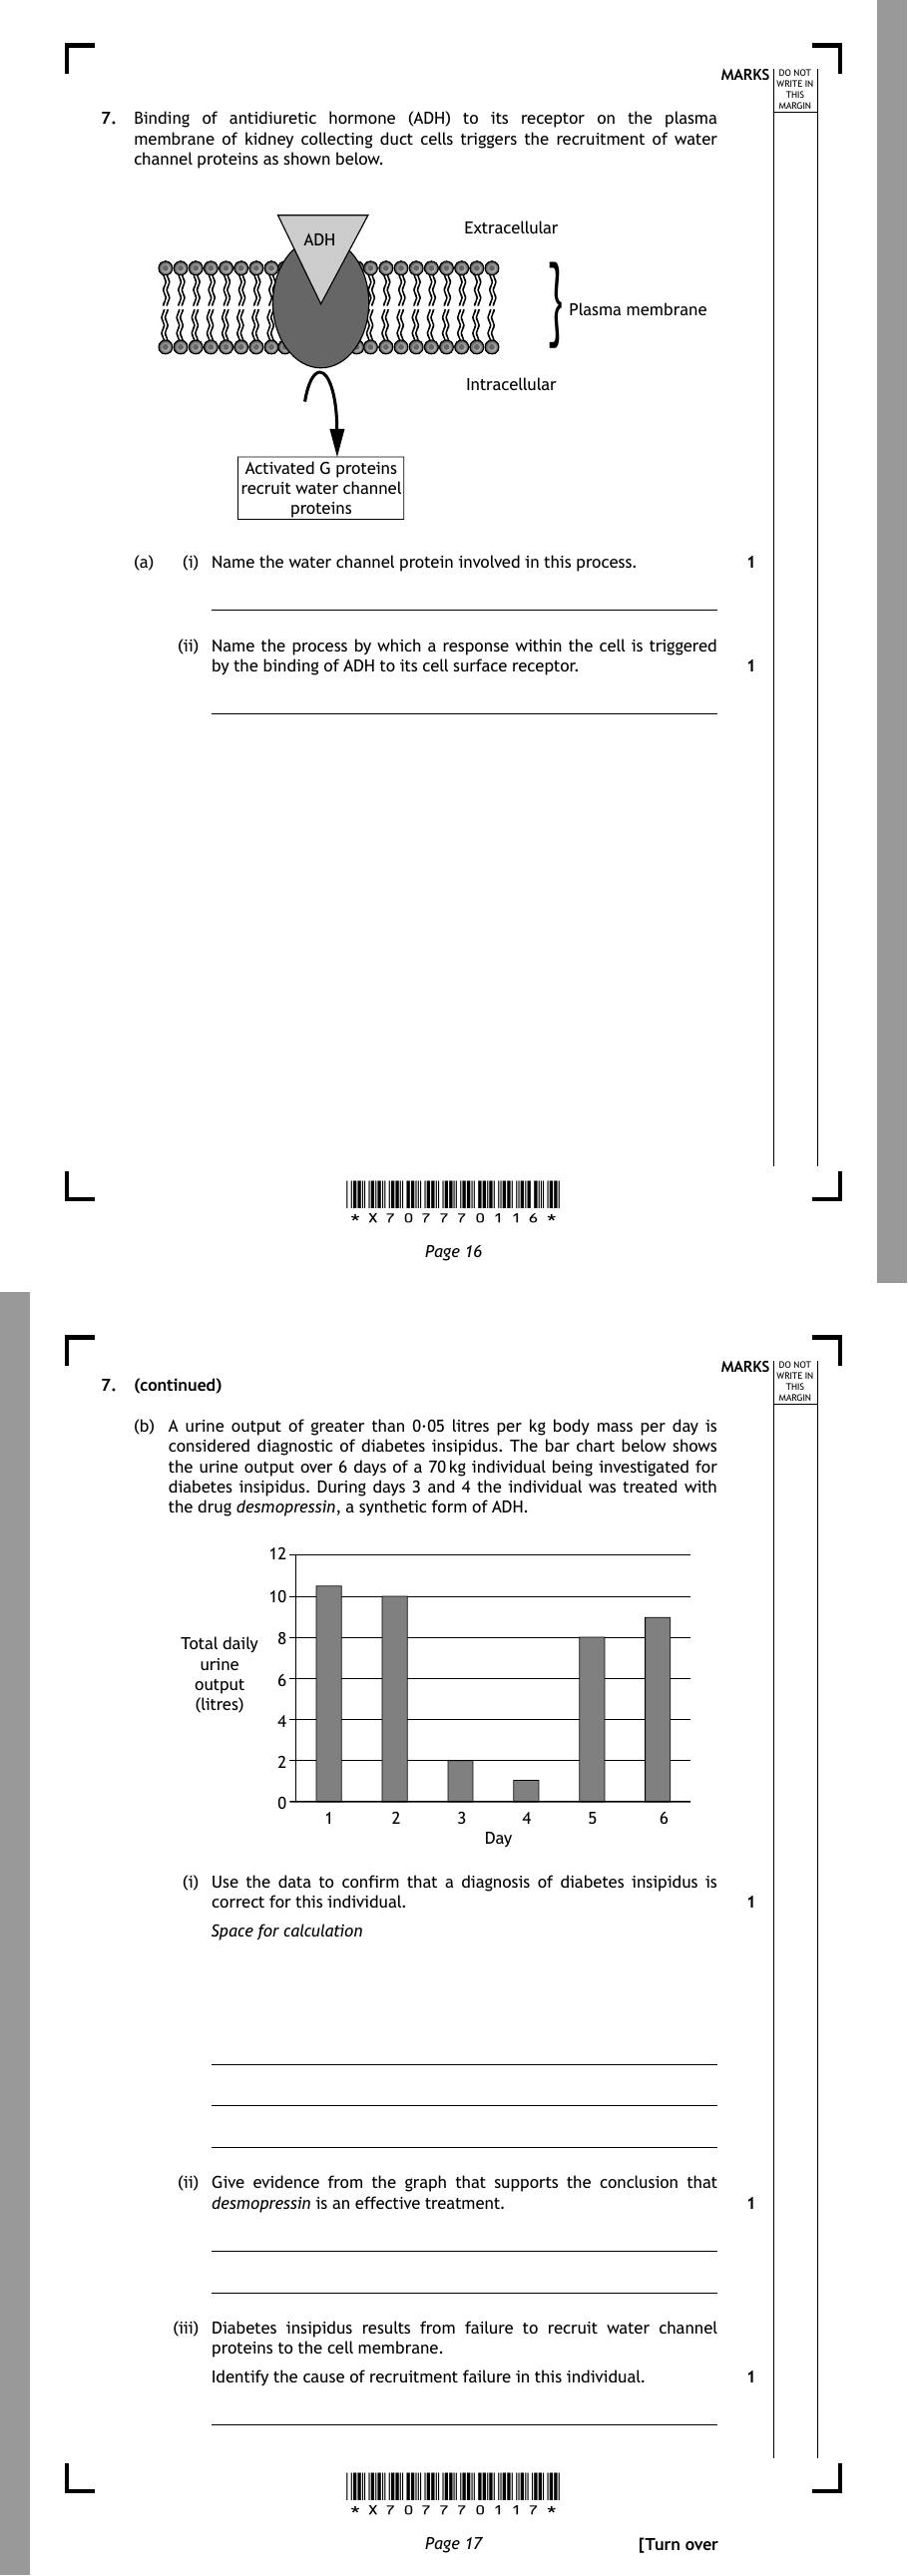 MARKS
DO NOT
WRITE IN
THIS
MARGIN
7. Binding of antidiuretic hormone (ADH) to its receptor on the plasma
membrane of kidney collecting duct cells triggers the recruitment of water
channel proteins as shown below.
ADH
Extracellular
Plasma membrane
Intracellular
Activated G proteins
recruit water channel
proteins
(a) (i) Name the water channel protein involved in this process. 1
(ii) Name the process by which a response within the cell is triggered
by the binding of ADH to its cell surface receptor. 1
* X 7 0 7 7 7 0 1 1 6 *
Page 16
MARKS
DO NOT
WRITE IN
THIS
MARGIN
7. (continued)
(b) A urine output of greater than 0·05 litres per kg body mass per day is
considered diagnostic of diabetes insipidus. The bar chart below shows
the urine output over 6 days of a 70 kg individual being investigated for
diabetes insipidus. During days 3 and 4 the individual was treated with
the drug desmopressin, a synthetic form of ADH.
12
10
8
6
4
2
0
Total daily
urine
output
(litres)
1 2 3 4 5 6
Day
(i) Use the data to confirm that a diagnosis of diabetes insipidus is
correct for this individual. 1
Space for calculation
(ii) Give evidence from the graph that supports the conclusion that
desmopressin is an effective treatment. 1
(iii) Diabetes insipidus results from failure to recruit water channel
proteins to the cell membrane.
Identify the cause of recruitment failure in this individual. 1
* X 7 0 7 7 7 0 1 1 7 *
Page 17
[Turn over